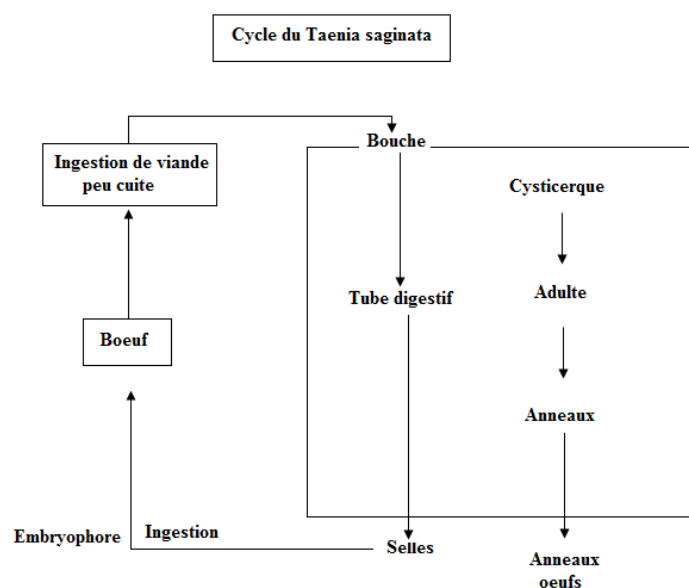 Cycle du Taenia saginata
Bouche
Ingestion de viande
peu cuite
Cysticerque
Tube digestif
Adulte
Boeuf
Anneaux
Embryophore
Ingestion
Selles
Anneaux
oeufs